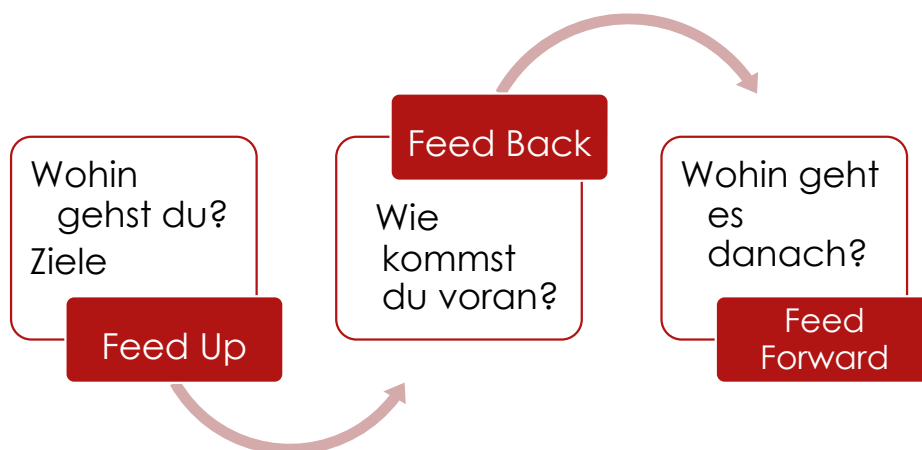 Wohin
gehst du?
Ziele
Feed Up
Feed Back
Wie
kommst
du voran?
Wohin geht
es
danach?
Feed
Forward